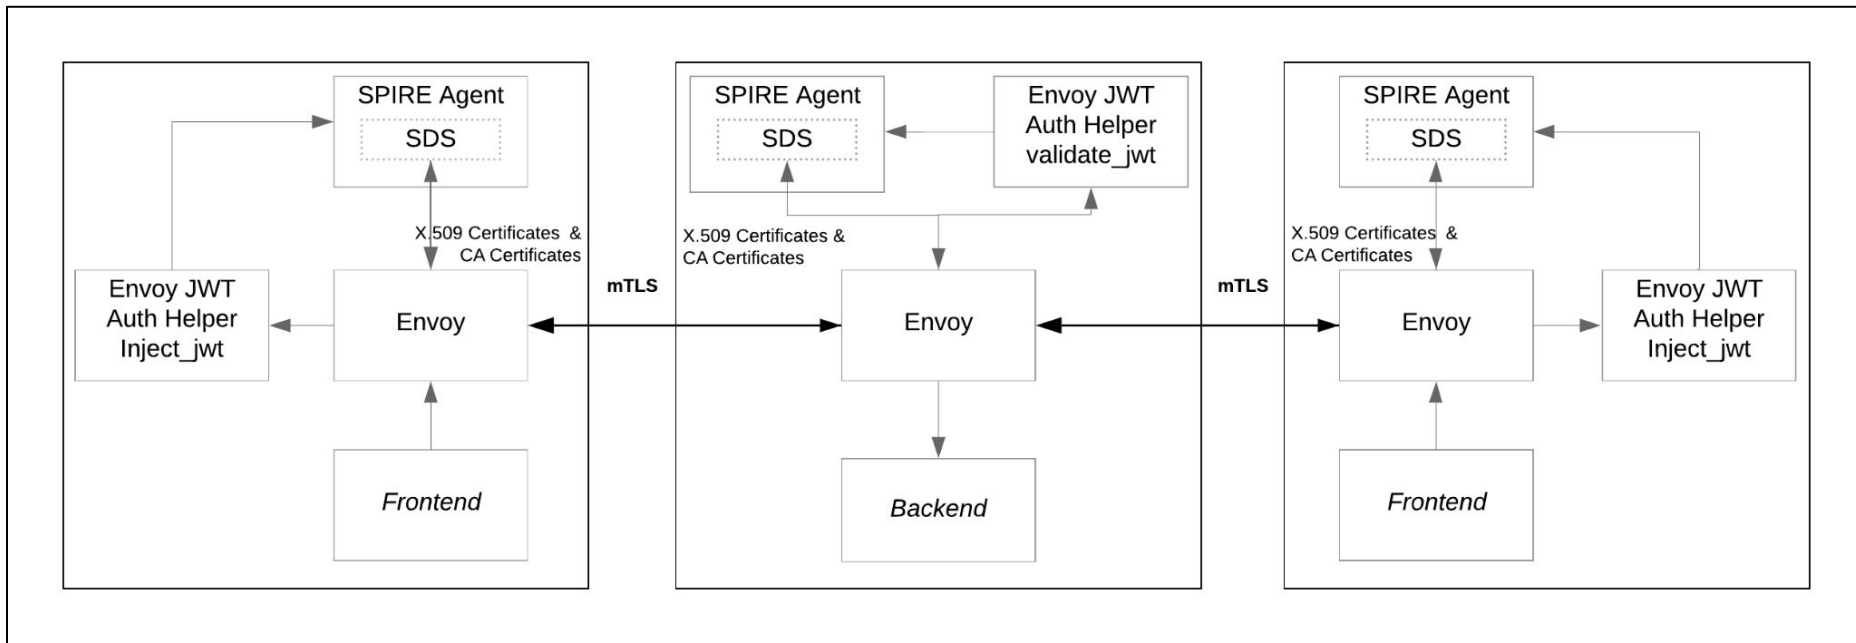 SPIRE Agent
SDS
X.509 Certificates &
CA Certificates
Envoy JWT
Auth Helper
Inject_jwt
Envoy
Frontend
mTLS
SPIRE Agent
SDS
Envoy JWT
Auth Helper
validate_jwt
X.509 Certificates &
CA Certificates
Envoy
Backend
mTLS
SPIRE Agent
SDS
X.509 Certificates &
CA Certificates
Envoy
Envoy JWT
Auth Helper
Inject_jwt
Frontend